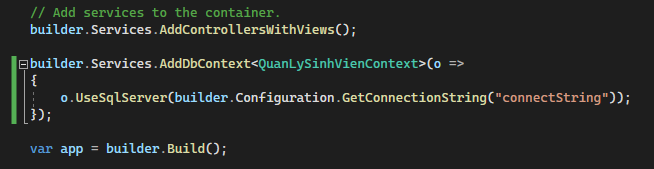 // Add services to the container.
builder.Services.AddControllersWithViews();
builder.Services.AddDbContext<QuanLySinhVienContext>(o =>
{
o.UseSqlServer(builder.Configuration.GetConnectionString("connectString"));
});
var app = builder.Build();